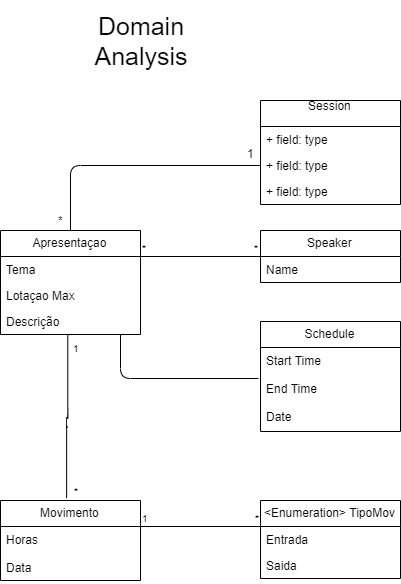 Domain
Analysis
Session
+ field: type
+ field: type
+ field: type
1
*
Apresentaçao
Tema
Lotaçao Max
Descrição
*
*
Speaker
Name
Schedule
Start Time
End Time
Date
1
*
Movimento
Horas
Data
1
*
<Enumeration> TipoMov
Entrada
Saida